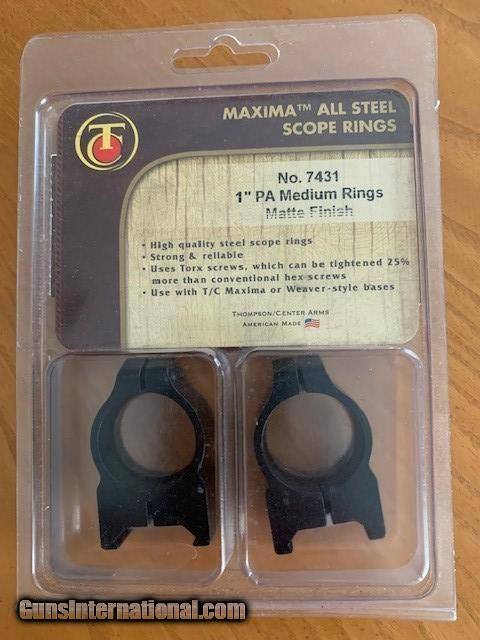 TC
MAXIMA™ ALL STEEL
SCOPE RINGS
No. 7431
1" PA Medium Rings
Matte Finish
• High quality steel scope rings
• Strong & reliable
• Uses Torx screws, which can be tightened 25%
more than conventional hex screws
• Use with T/C Maxima or Weaver-style bases
THOMPSON/CENTER ARMS
AMERICAN MADE
GunsInternational.com